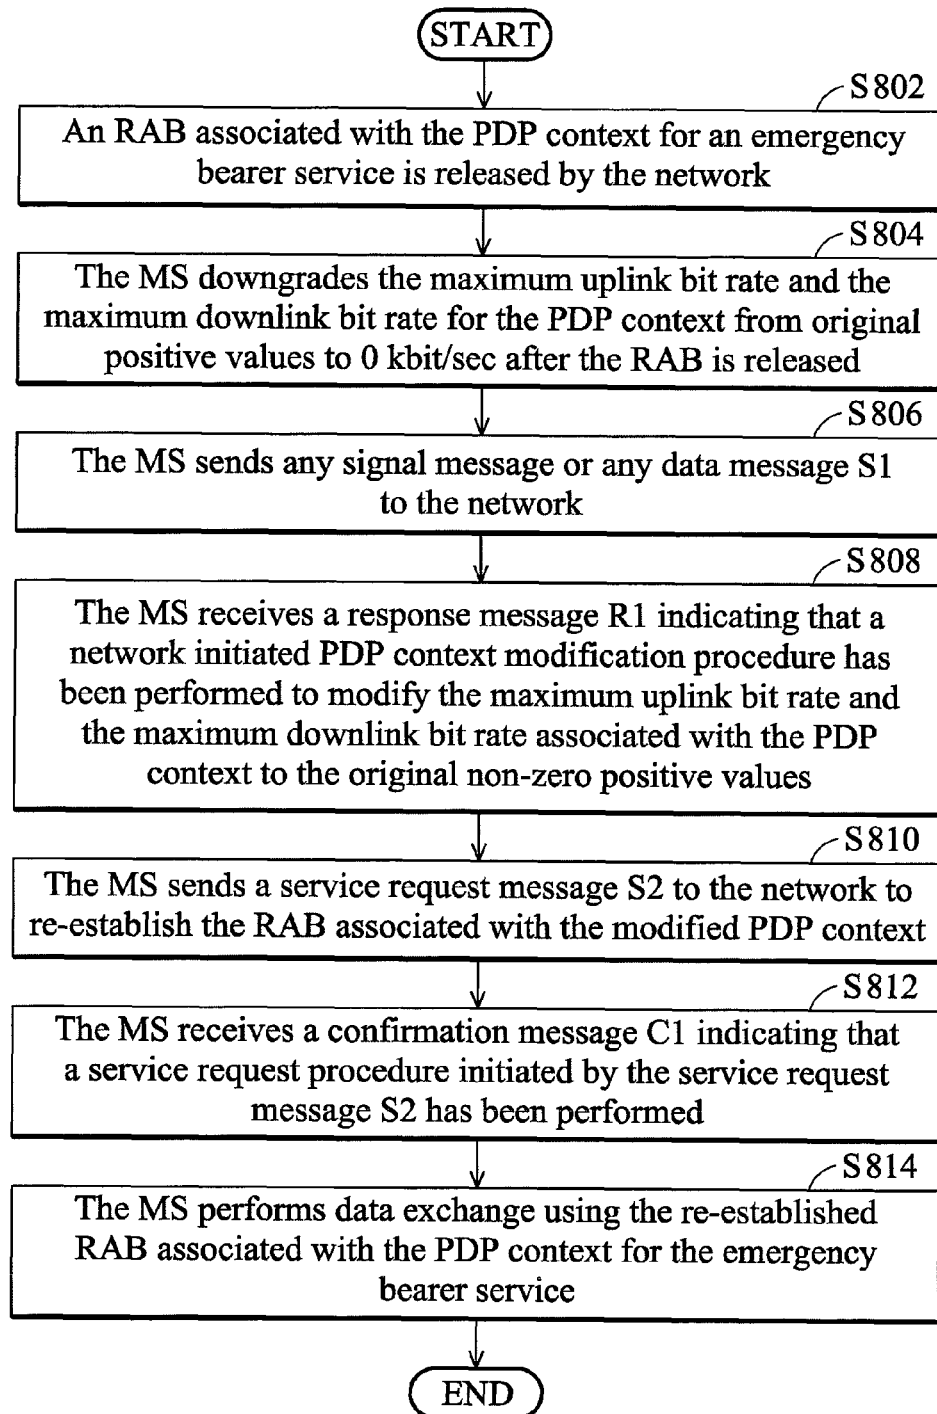 START
S802
An RAB associated with the PDP context for an emergency
bearer service is released by the network
S804
The MS downgrades the maximum uplink bit rate and the
maximum downlink bit rate for the PDP context from original
positive values to 0 kbit/sec after the RAB is released
S806
The MS sends any signal message or any data message S1
to the network
S808
The MS receives a response message R1 indicating that a
network initiated PDP context modification procedure has
been performed to modify the maximum uplink bit rate and
the maximum downlink bit rate associated with the PDP
context to the original non-zero positive values
S810
The MS sends a service request message S2 to the network to
re-establish the RAB associated with the modified PDP context
S812
The MS receives a confirmation message C1 indicating that
a service request procedure initiated by the service request
message S2 has been performed
S814
The MS performs data exchange using the re-established
RAB associated with the PDP context for the emergency
bearer service
END